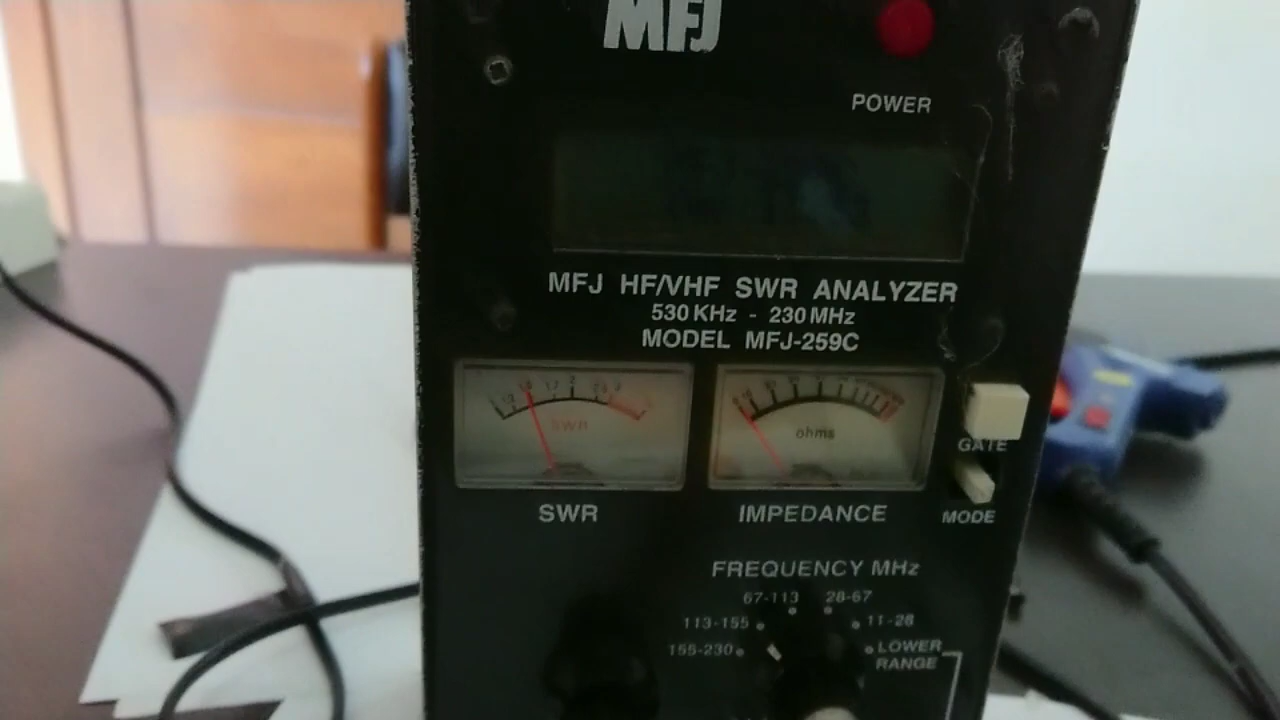 MFJ
POWER
MFJ HF/VHF SWR ANALYZER
530 KHz - 230 MHz
MODEL MFJ-259C
SWR
ohms
GATE
SWR
IMPEDANCE
MODE
FREQUENCY MHz
67-113 28-67
113-155 11-28
155-230 LOWER
RANGE